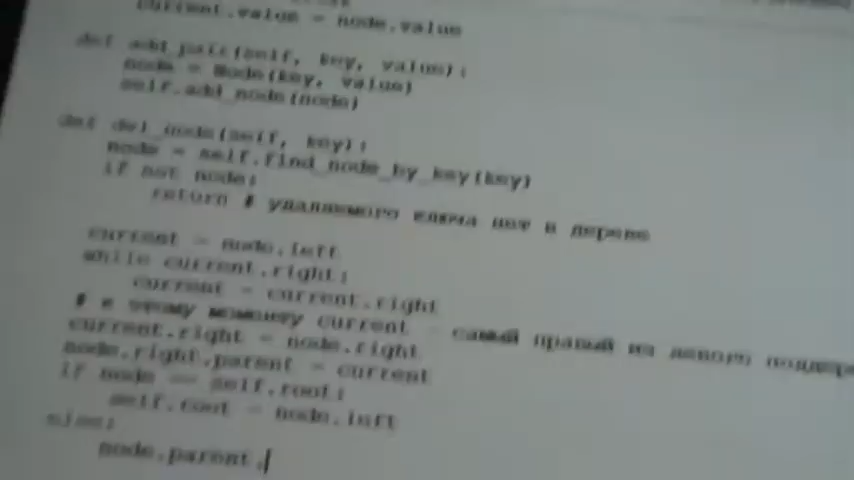 current.value = node.value
def add_pair(self, key, value):
node = Node(key, value)
self.add_node(node)
def del_node(self, key):
node = self.find_node_by_key(key)
if not node:
return # удаляемого ключа нет в дереве
current = node.left
while current.right:
current = current.right
# к этому моменту current - самый правый из левого
current.right = node.right
node.right.parent = current
if node == self.root:
self.root = node.left
else:
node.parent.